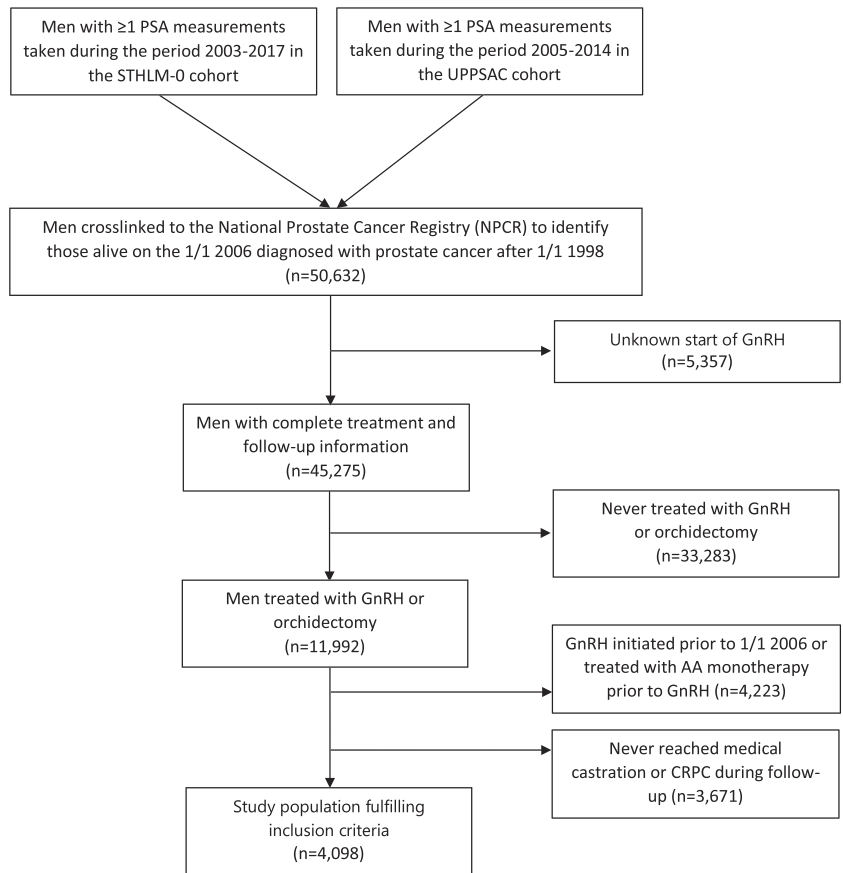 Men with ≥1 PSA measurements
taken during the period 2003-2017 in
the STHLM-0 cohort
Men with ≥1 PSA measurements
taken during the period 2005-2014 in
the UPPSAC cohort
Men crosslinked to the National Prostate Cancer Registry (NPCR) to identify
those alive on the 1/1 2006 diagnosed with prostate cancer after 1/1 1998
(n=50,632)
Unknown start of GnRH
(n=5,357)
Men with complete treatment and
follow-up information
(n=45,275)
Never treated with GnRH
or orchidectomy
(n=33,283)
Men treated with GnRH or
orchidectomy
(n=11,992)
GnRH initiated prior to 1/1 2006 or
treated with AA monotherapy
prior to GnRH (n=4,223)
Never reached medical
castration or CRPC during follow-
up (n=3,671)
Study population fulfilling
inclusion criteria
(n=4,098)